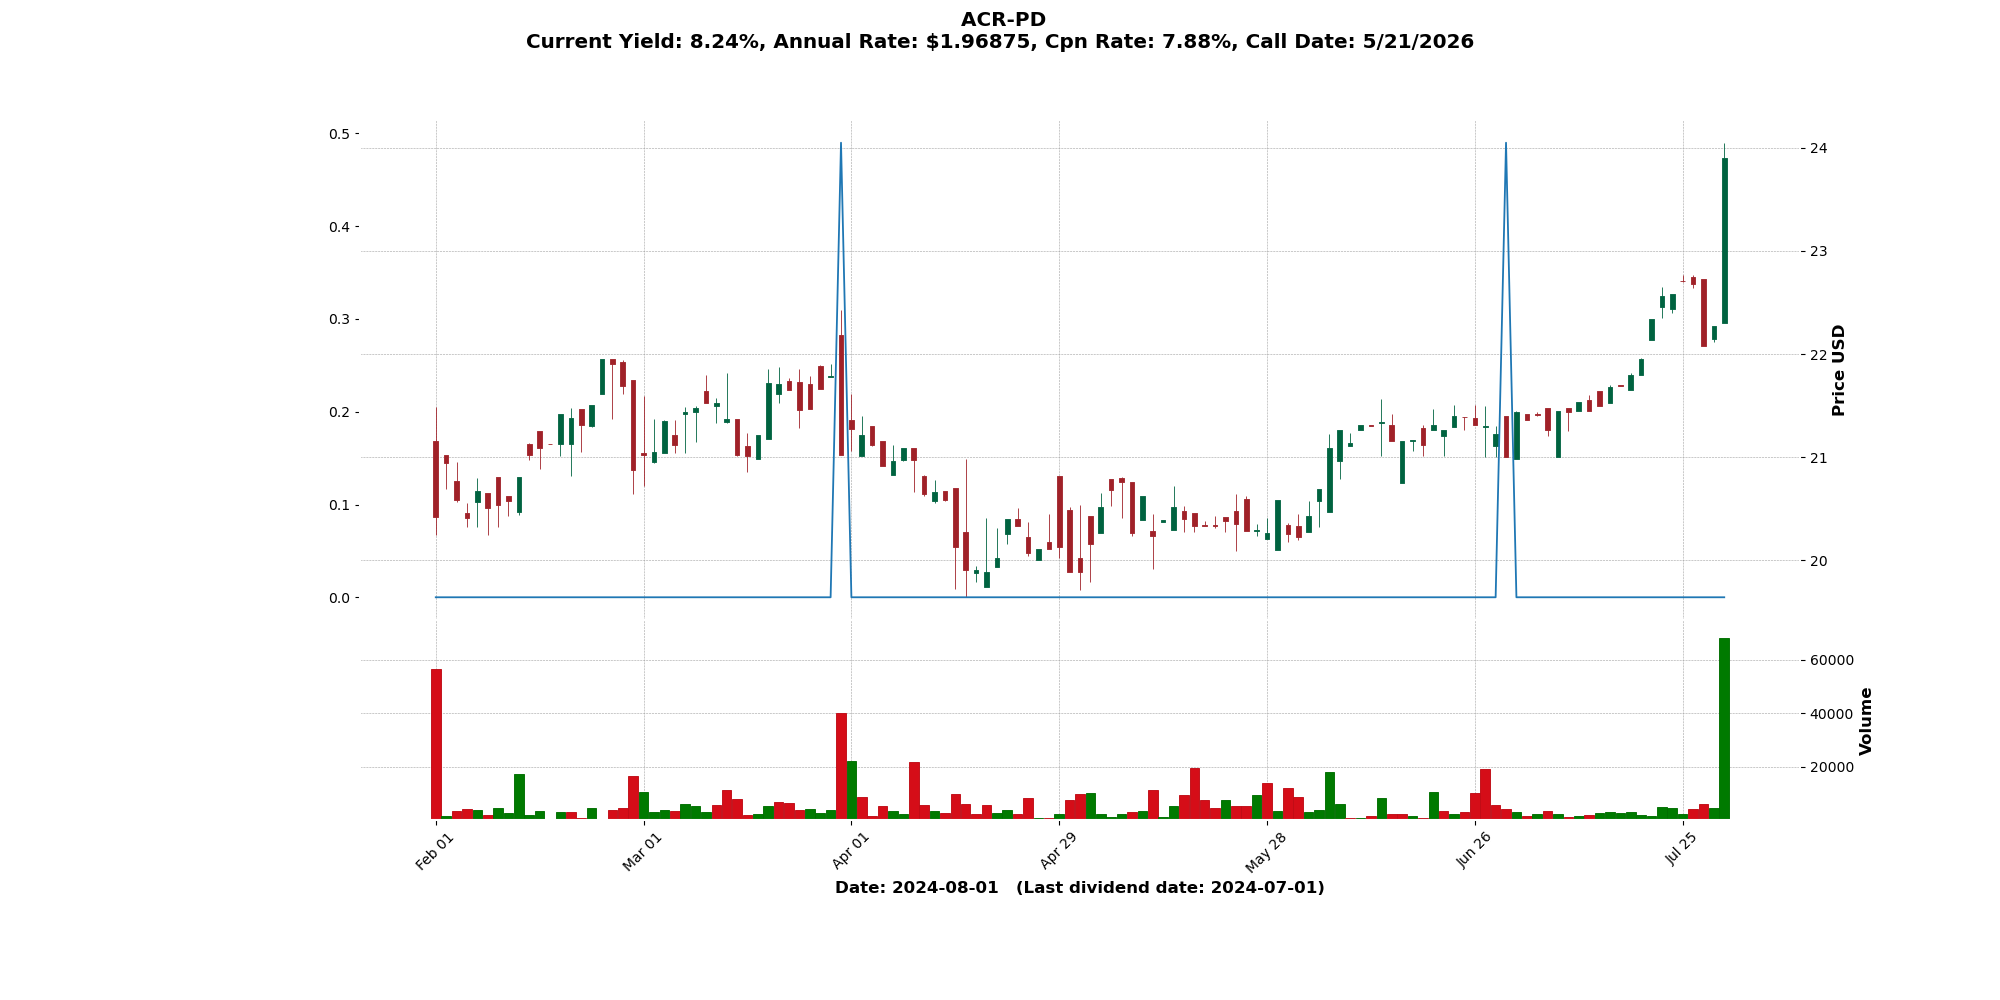 ACR-PD
Current Yield: 8.24%, Annual Rate: $1.96875, Cpn Rate: 7.88%, Call Date: 5/21/2026
0.5
0.4
0.3
0.2
0.1
0.0
24
23
22
21
20
Price USD
60000
40000
20000
Volume
Feb 01
Mar 01
Apr 01
Apr 29
May 28
Jun 26
Jul 25
Date: 2024-08-01 (Last dividend date: 2024-07-01)